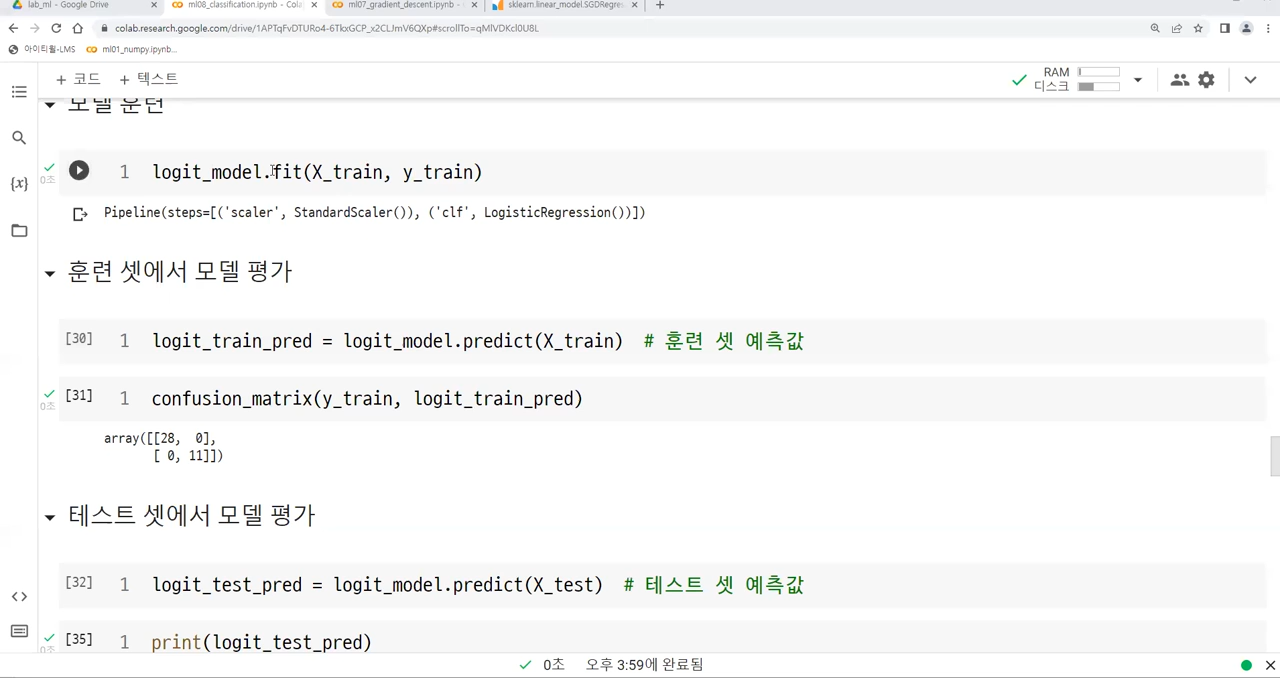 lab_ml - Google Drive
ml08_classification.ipynb - Cola
ml07_gradient_descent.ipynb -
sklearn.linear_model.SGDRegres
colab.research.google.com/drive/1APTqFvDTURo4-6TkxGCP_x2CLJmV6QXp#scrollTo=qMlVDKcl0U8L
아이티윌-LMS
ml01_numpy.ipynb...
+ 코드 + 텍스트
RAM
디스크
모델 훈련
0초
1 logit_model.fit(X_train, y_train)
Pipeline(steps=[('scaler', StandardScaler()), ('clf', LogisticRegression())])
훈련 셋에서 모델 평가
[30] 1 logit_train_pred = logit_model.predict(X_train) # 훈련 셋 예측값
[31] 1 confusion_matrix(y_train, logit_train_pred)
0초
array([[28, 0],
[ 0, 11]])
테스트 셋에서 모델 평가
[32] 1 logit_test_pred = logit_model.predict(X_test) # 테스트 셋 예측값
[35] 1 print(logit_test_pred)
0초
0초 오후 3:59에 완료됨